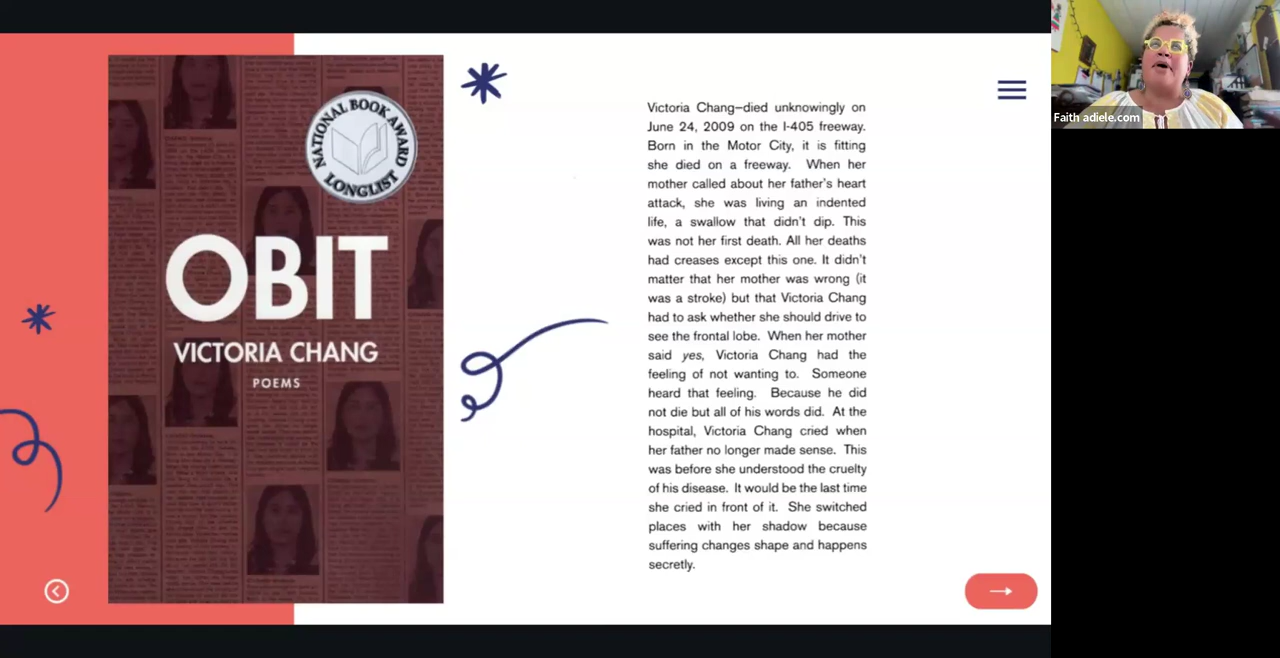 NATIONAL BOOK AWARD
LONGLIST
OBIT
VICTORIA CHANG
POEMS
Victoria Chang—died unknowingly on
June 24, 2009 on the I-405 freeway.
Born in the Motor City, it is fitting
she died on a freeway. When her
mother called about her father's heart
attack, she was living an indented
life, a swallow that didn't dip. This
was not her first death. All her deaths
had creases except this one. It didn't
matter that her mother was wrong (it
was a stroke) but that Victoria Chang
had to ask whether she should drive to
see the frontal lobe. When her mother
said yes, Victoria Chang had the
feeling of not wanting to. Someone
heard that feeling. Because he did
not die but all of his words did. At the
hospital, Victoria Chang cried when
her father no longer made sense. This
was before she understood the cruelty
of his disease. It would be the last time
she cried in front of it. She switched
places with her shadow because
suffering changes shape and happens
secretly.
Faith adiele.com